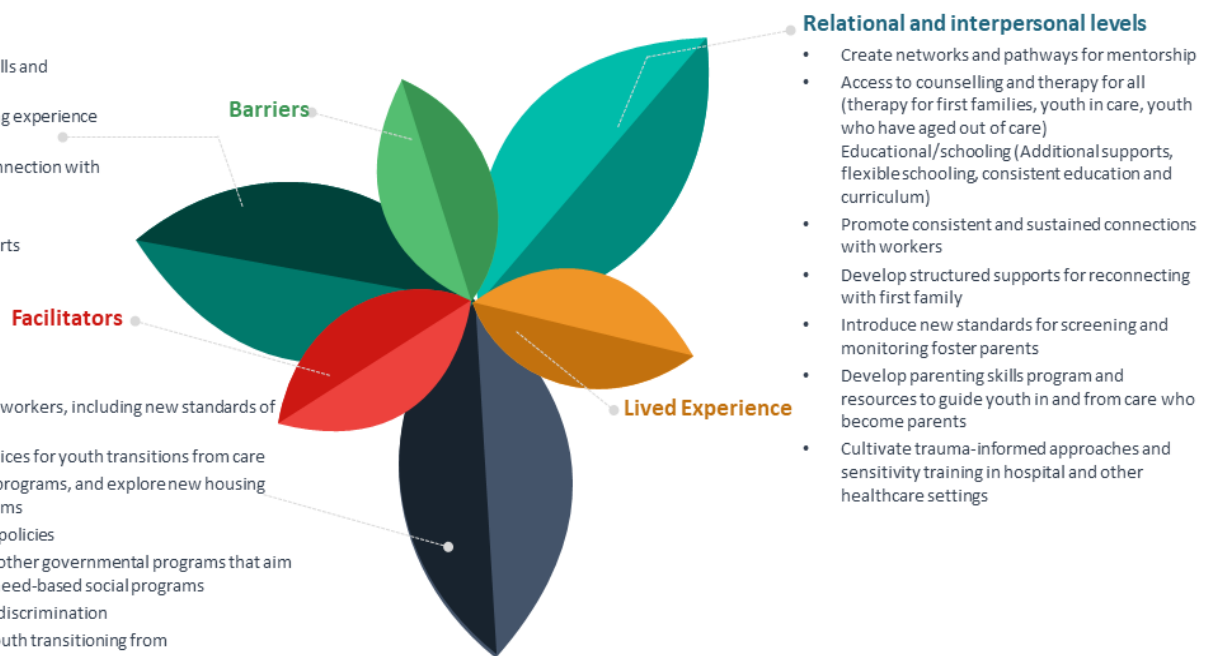 lls and
g experience
nnection with
rts
Barriers
Facilitators
workers, including new standards of
ices for youth transitions from care
programs, and explore new housing
ms
policies
other governmental programs that aim
eed-based social programs
discrimination
outh transitioning from
Lived Experience
Relational and interpersonal levels
• Create networks and pathways for mentorship
• Access to counselling and therapy for all
(therapy for first families, youth in care, youth
who have aged out of care)
Educational/schooling (Additional supports,
flexible schooling, consistent education and
curriculum)
• Promote consistent and sustained connections
with workers
• Develop structured supports for reconnecting
with first family
• Introduce new standards for screening and
monitoring foster parents
• Develop parenting skills program and
resources to guide youth in and from care who
become parents
• Cultivate trauma-informed approaches and
sensitivity training in hospital and other
healthcare settings